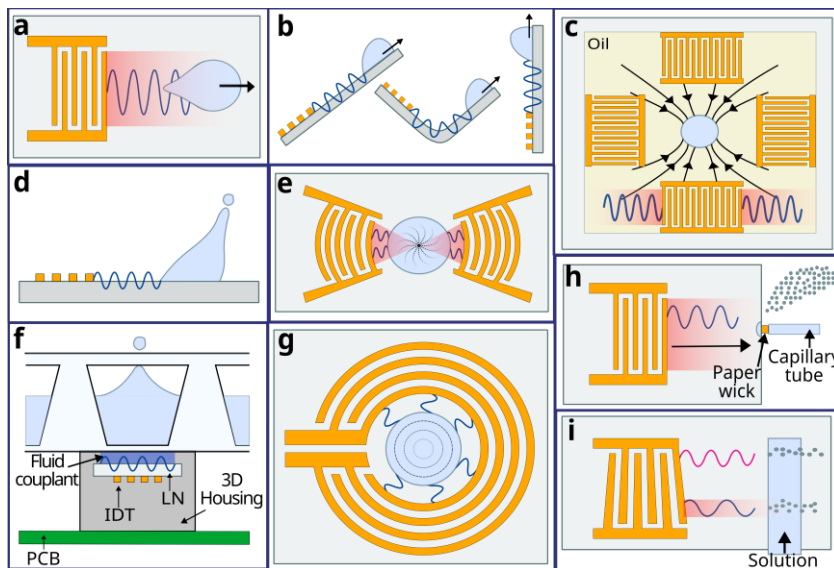 a
b
c
Oil
d
e
f
Fluid
couplant
IDT
LN
3D
Housing
PCB
g
h
Paper
wick
Capillary
tube
i
Solution